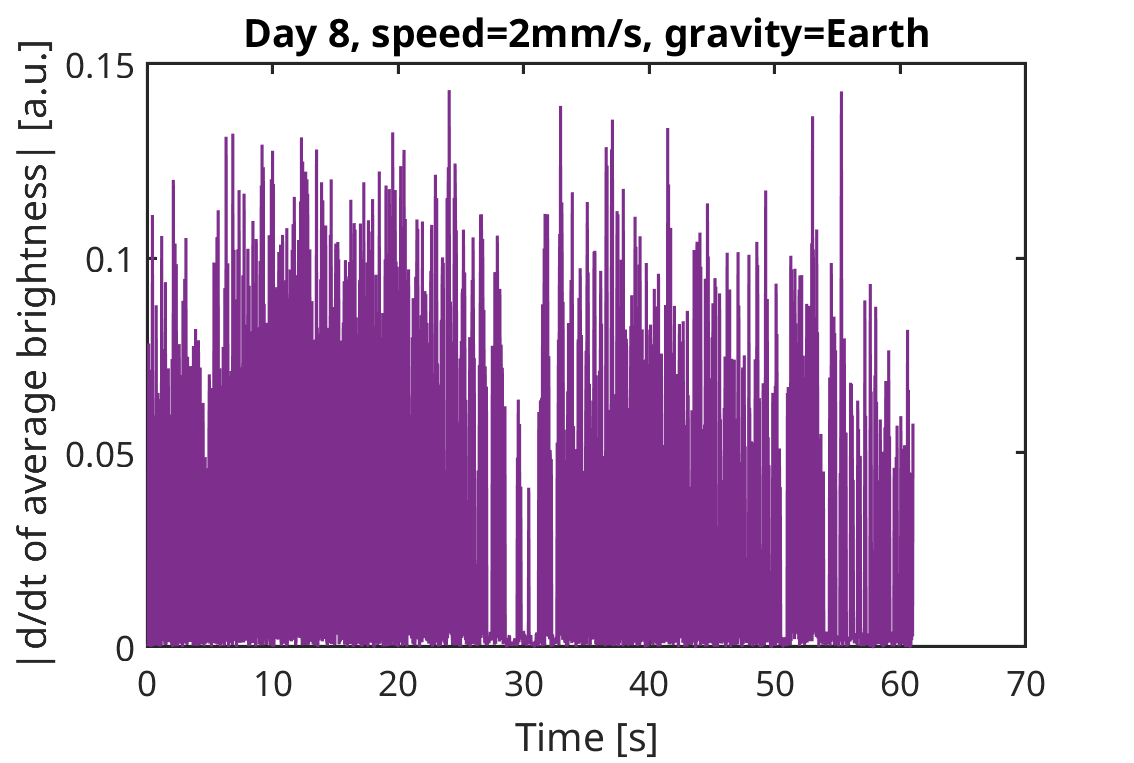 Day 8, speed=2mm/s, gravity=Earth
|d/dt of average brightness| [a.u.]
0.15
0.1
0.05
0
0 10 20 30 40 50 60 70
Time [s]